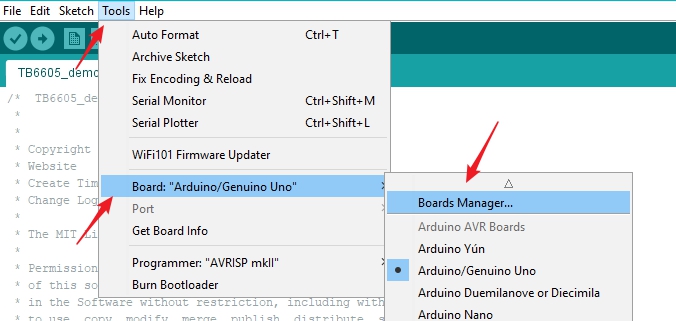 File Edit Sketch Tools Help
TB6605_demo
Auto Format Ctrl+T
Archive Sketch
Fix Encoding & Reload
Serial Monitor Ctrl+Shift+M
Serial Plotter Ctrl+Shift+L
WiFi101 Firmware Updater
Board: "Arduino/Genuino Uno"
Port
Get Board Info
Programmer: "AVRISP mkII"
Burn Bootloader
Boards Manager...
Arduino AVR Boards
Arduino Yún
Arduino/Genuino Uno
Arduino Duemilanove or Diecimila
Arduino Nano
/* TB6605_de
*
*
* Copyright
* Website
* Create Tim
* Change Log
*
* The MIT Li
*
* Permission
of this so
in the Software without restriction, including with
to use, copy, modify, merge, publish, distribute, s